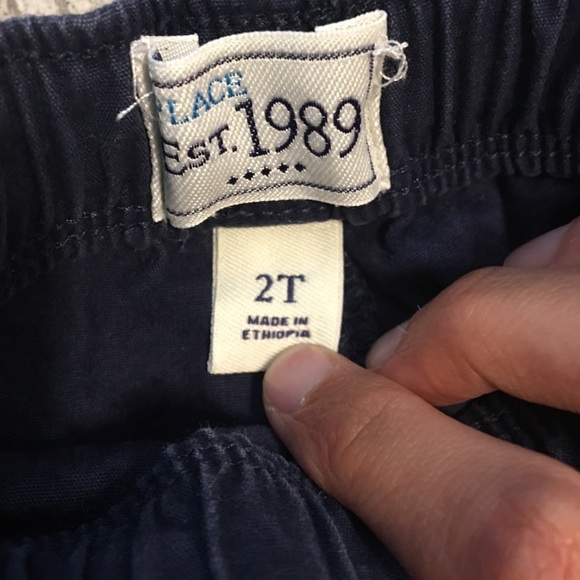 PLACE
EST. 1989
2T
MADE IN
ETHIOPIA